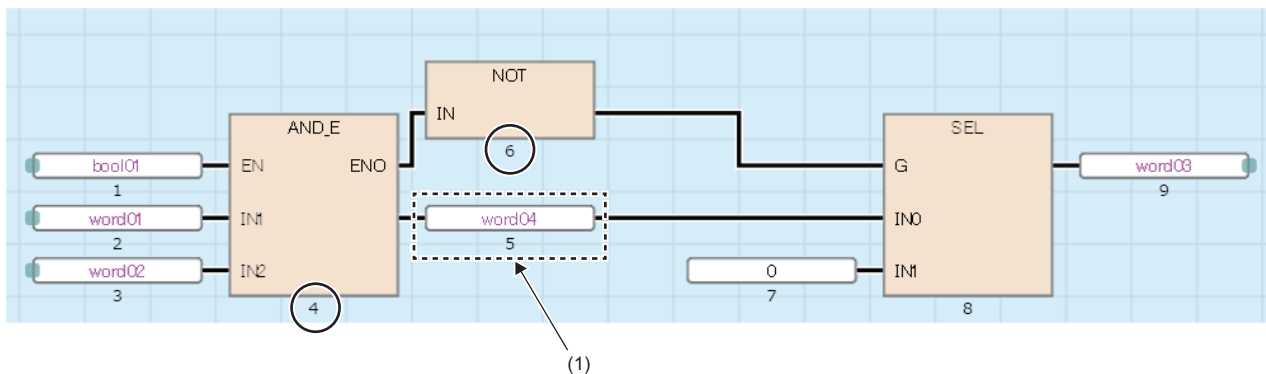 NOT
IN
6
AND_E
EN
ENO
IN1
IN2
4
bool01
1
word01
2
word02
3
word04
5
0
7
SEL
G
IN0
IN1
8
word03
9
(1)